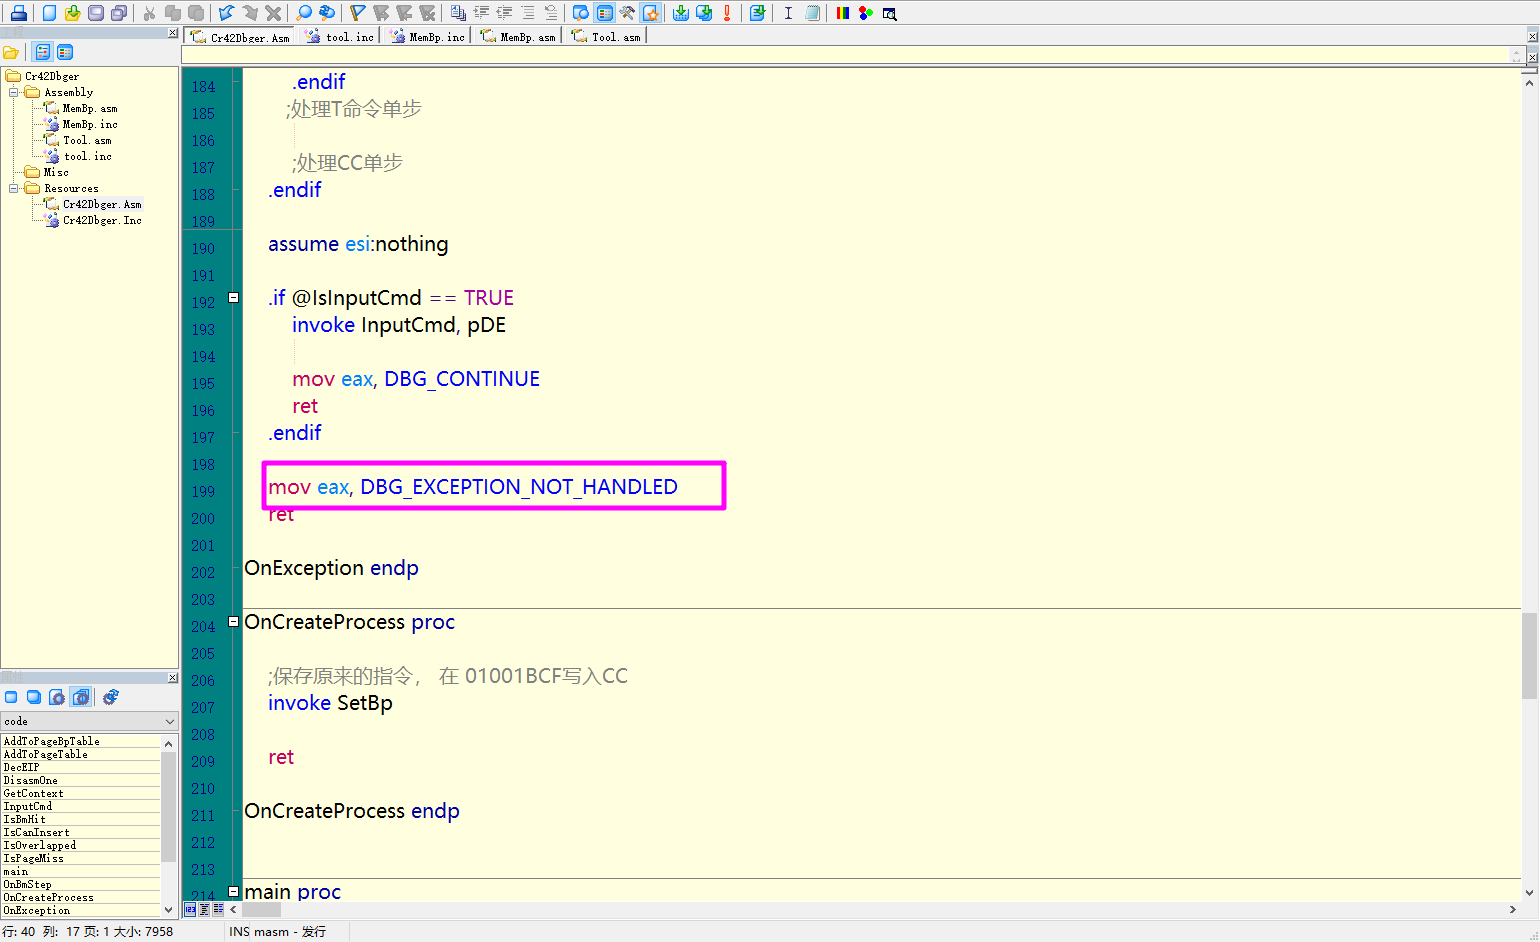 Cr42Dbger.Asm
tool.inc
MemBp.inc
MemBp.asm
Tool.asm
Cr42Dbger
Assembly
MemBp.asm
MemBp.inc
Tool.asm
tool.inc
Misc
Resources
Cr42Dbger.Asm
Cr42Dbger.Inc
code
AddToPageBpTable
AddToPageTable
DecEIP
DisasmOne
GetContext
InputCmd
IsBmHit
IsCanInsert
IsOverlapped
IsPageMiss
main
OnBmStep
OnCreateProcess
OnException
184 .endif
185 ;处理T命令单步
186
187 ;处理CC单步
188 .endif
189
190 assume esi:nothing
191
192 .if @IsInputCmd == TRUE
193 invoke InputCmd, pDE
194
195 mov eax, DBG_CONTINUE
196 ret
197 .endif
198
199 mov eax, DBG_EXCEPTION_NOT_HANDLED
200 ret
201
202 OnException endp
203
204 OnCreateProcess proc
205
206 ;保存原来的指令， 在 01001BCF写入CC
207 invoke SetBp
208
209 ret
210
211 OnCreateProcess endp
212
213
214 main proc
行: 40 列: 17 页: 1 大小: 7958
INS masm - 发行